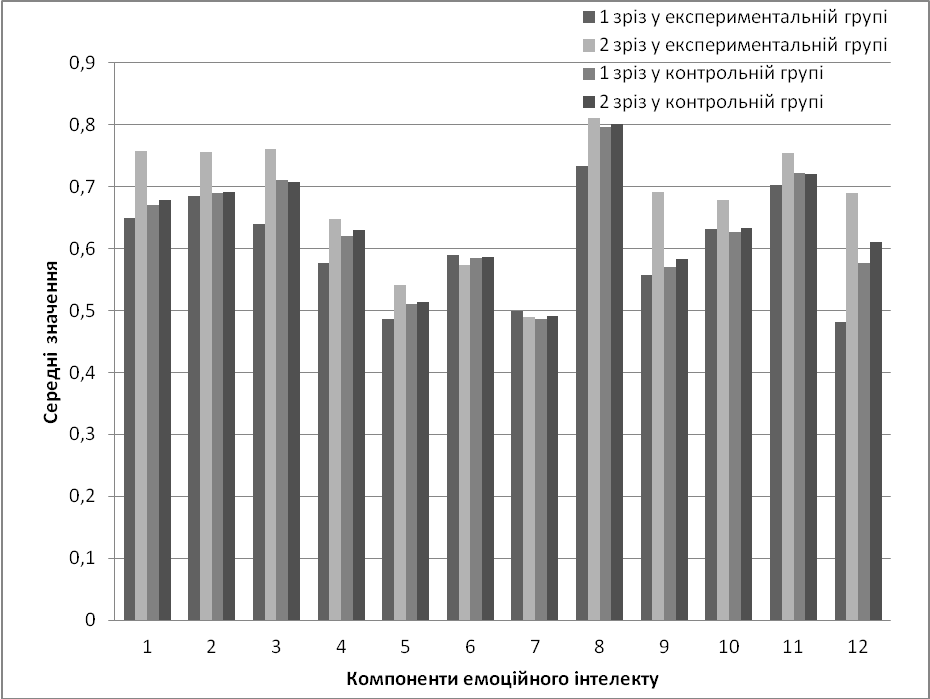 1 зріз у експериментальній групі
2 зріз у експериментальній групі
1 зріз у контрольній групі
2 зріз у контрольній групі
0,9
0,8
0,7
0,6
0,5
0,4
0,3
0,2
0,1
0
Середні значення
1 2 3 4 5 6 7 8 9 10 11 12
Компоненти емоційного інтелекту